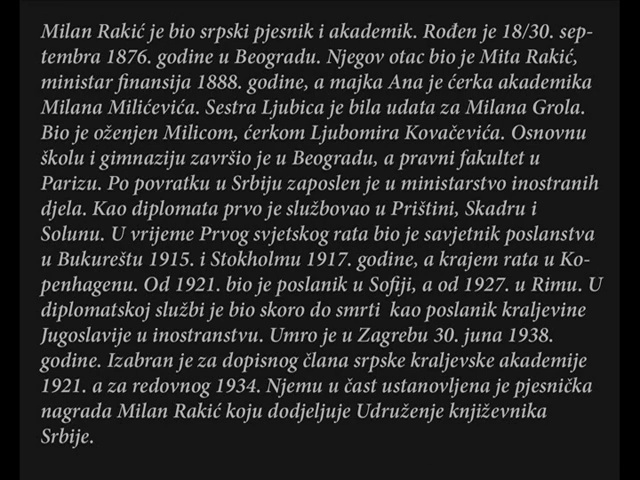 Milan Rakić je bio srpski pjesnik i akademik. Rođen je 18/30. sep-
tembra 1876. godine u Beogradu. Njegov otac bio je Mita Rakić,
ministar finansija 1888. godine, a majka Ana je ćerka akademika
Milana Milićevića. Sestra Ljubica je bila udata za Milana Grola.
Bio je oženjen Milicom, ćerkom Ljubomira Kovačevića. Osnovnu
školu i gimnaziju završio je u Beogradu, a pravni fakultet u
Parizu. Po povratku u Srbiju zaposlen je u ministarstvo inostranih
djela. Kao diplomata prvo je službovao u Prištini, Skadru i
Solunu. U vrijeme Prvog svjetskog rata bio je savjetnik poslanstva
u Bukureštu 1915. i Stokholmu 1917. godine, a krajem rata u Ko-
penhagenu. Od 1921. bio je poslanik u Sofiji, a od 1927. u Rimu. U
diplomatskoj službi je bio skoro do smrti  kao poslanik kraljevine
Jugoslavije u inostranstvu. Umro je u Zagrebu 30. juna 1938.
godine. Izabran je za dopisnog člana srpske kraljevske akademije
1921. a za redovnog 1934. Njemu u čast ustanovljena je pjesnička
nagrada Milan Rakić koju dodjeljuje Udruženje književnika
Srbije.